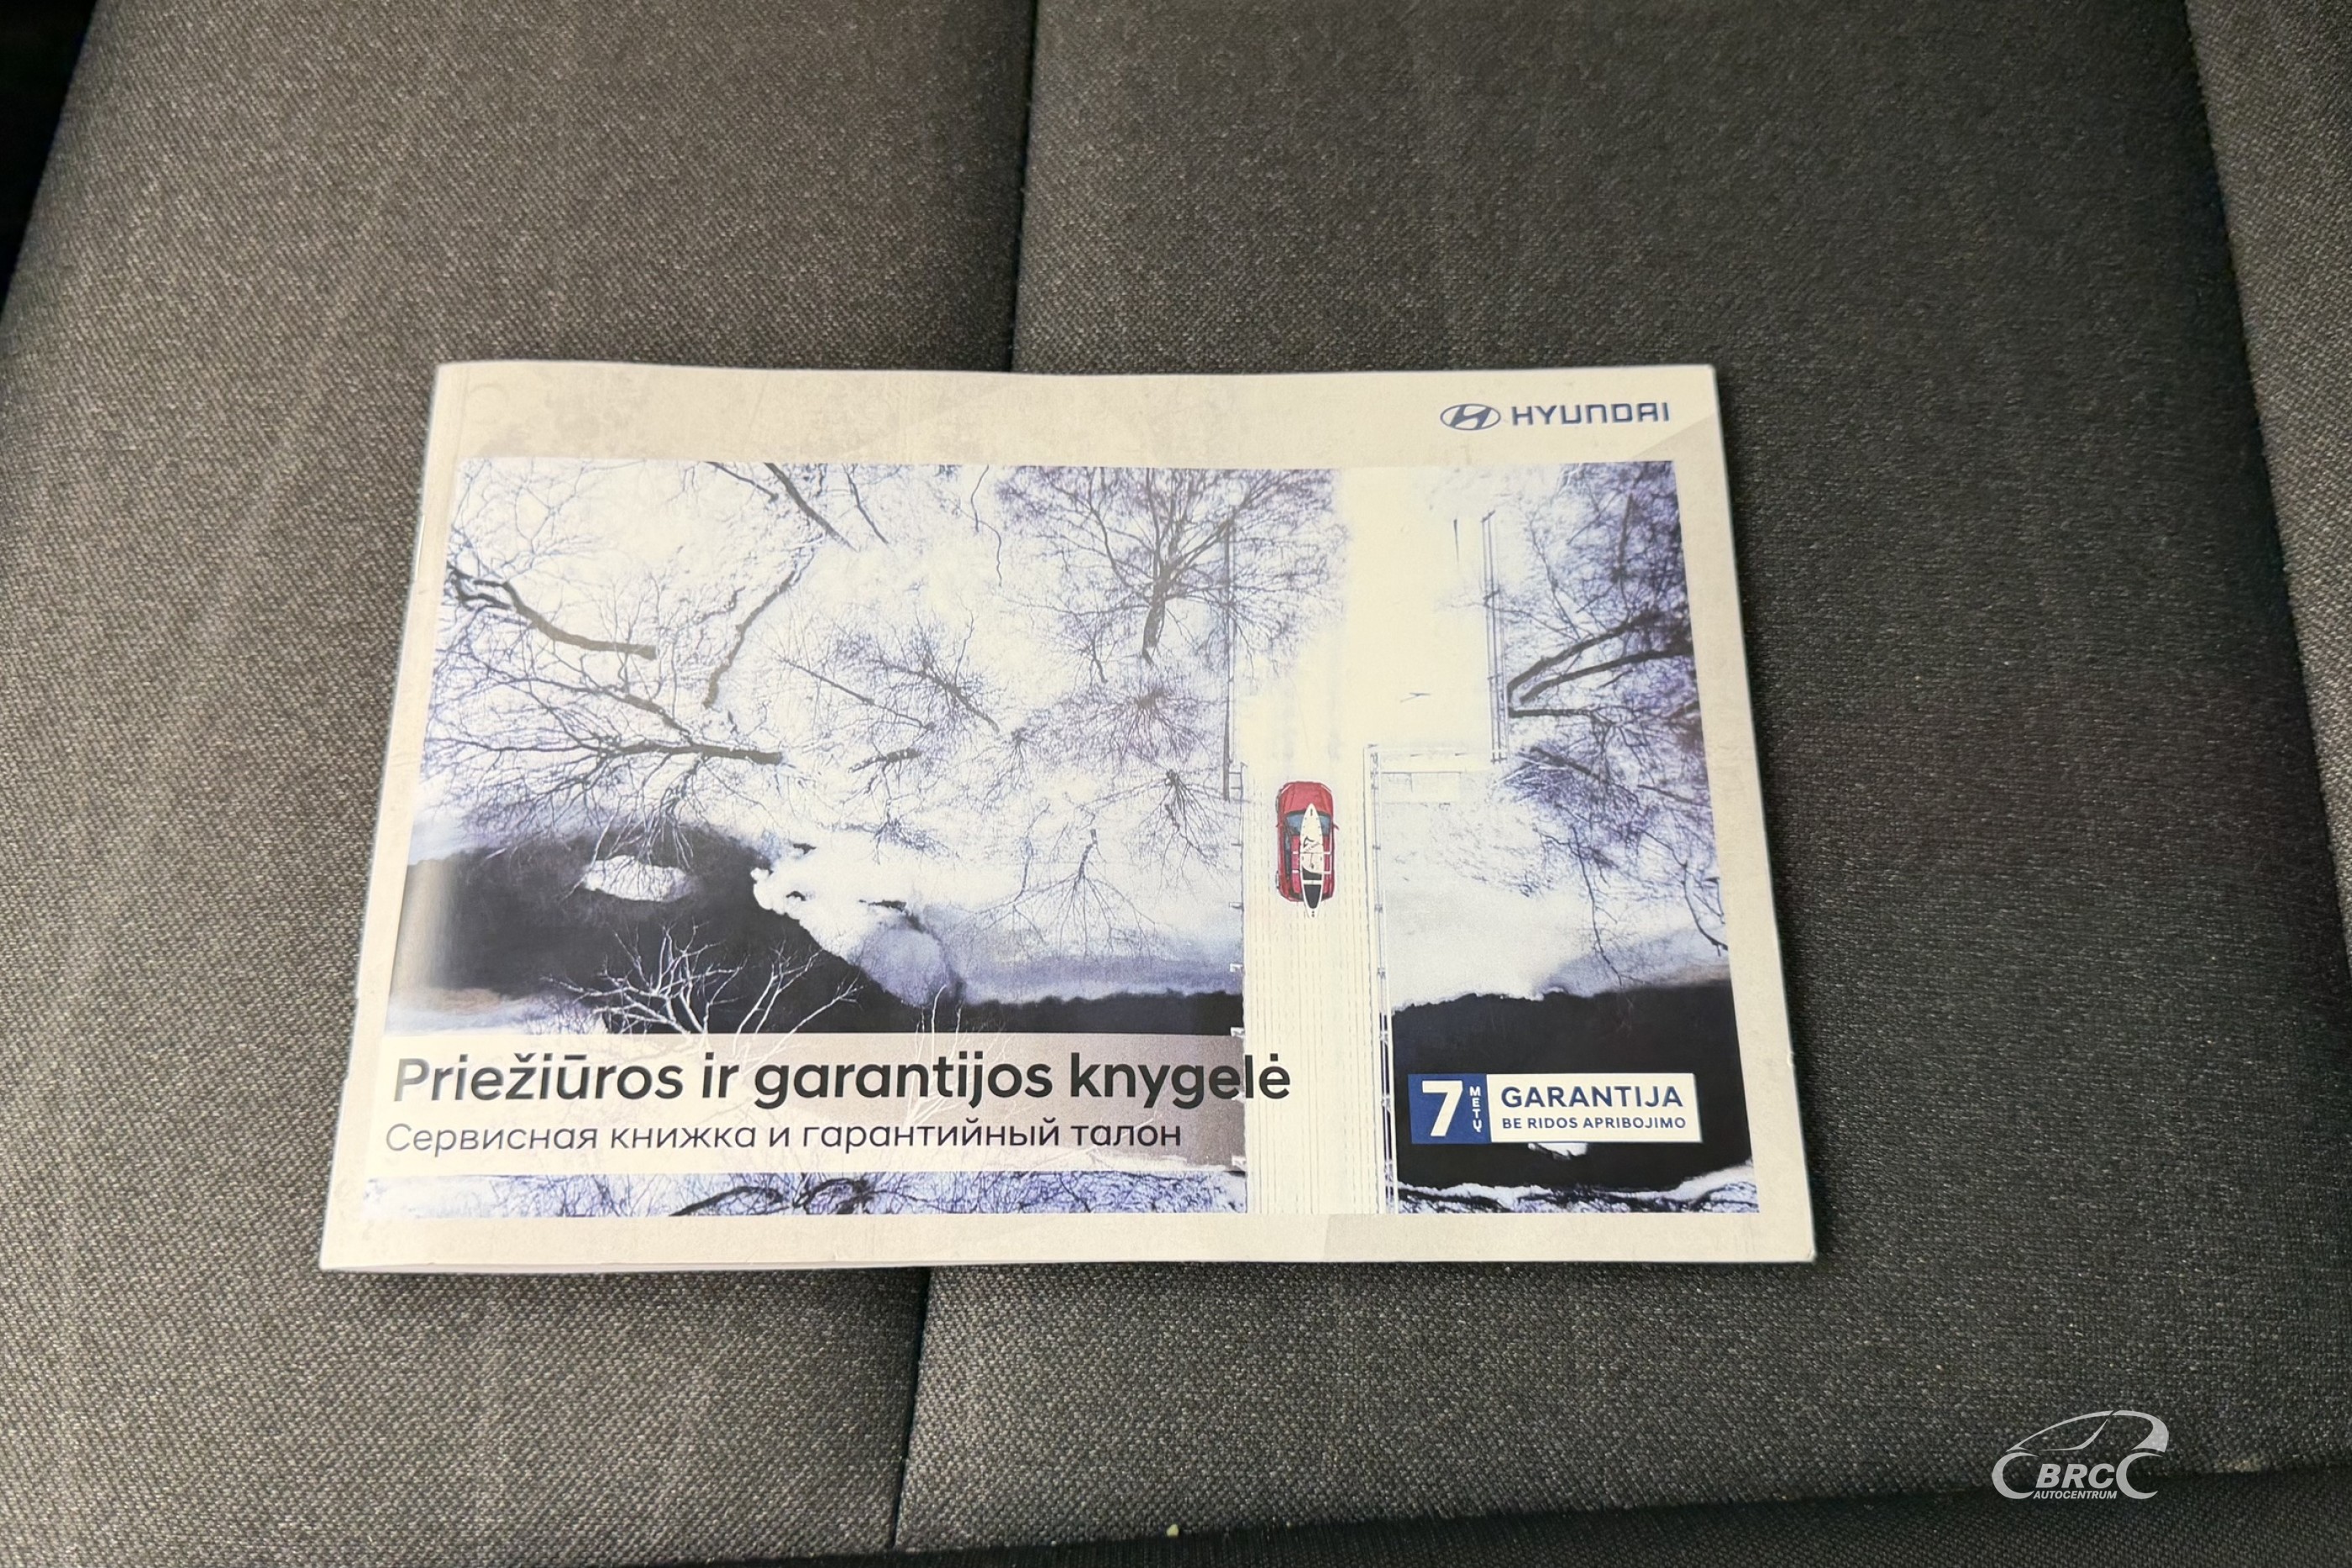 HYUNDAI
Priežiūros ir garantijos knygelė
Сервисная книжка и гарантийный талон
7 METŲ
GARANTIJA
BE RIDOS APRIBOJIMO
BRC
AUTOCENTRUM